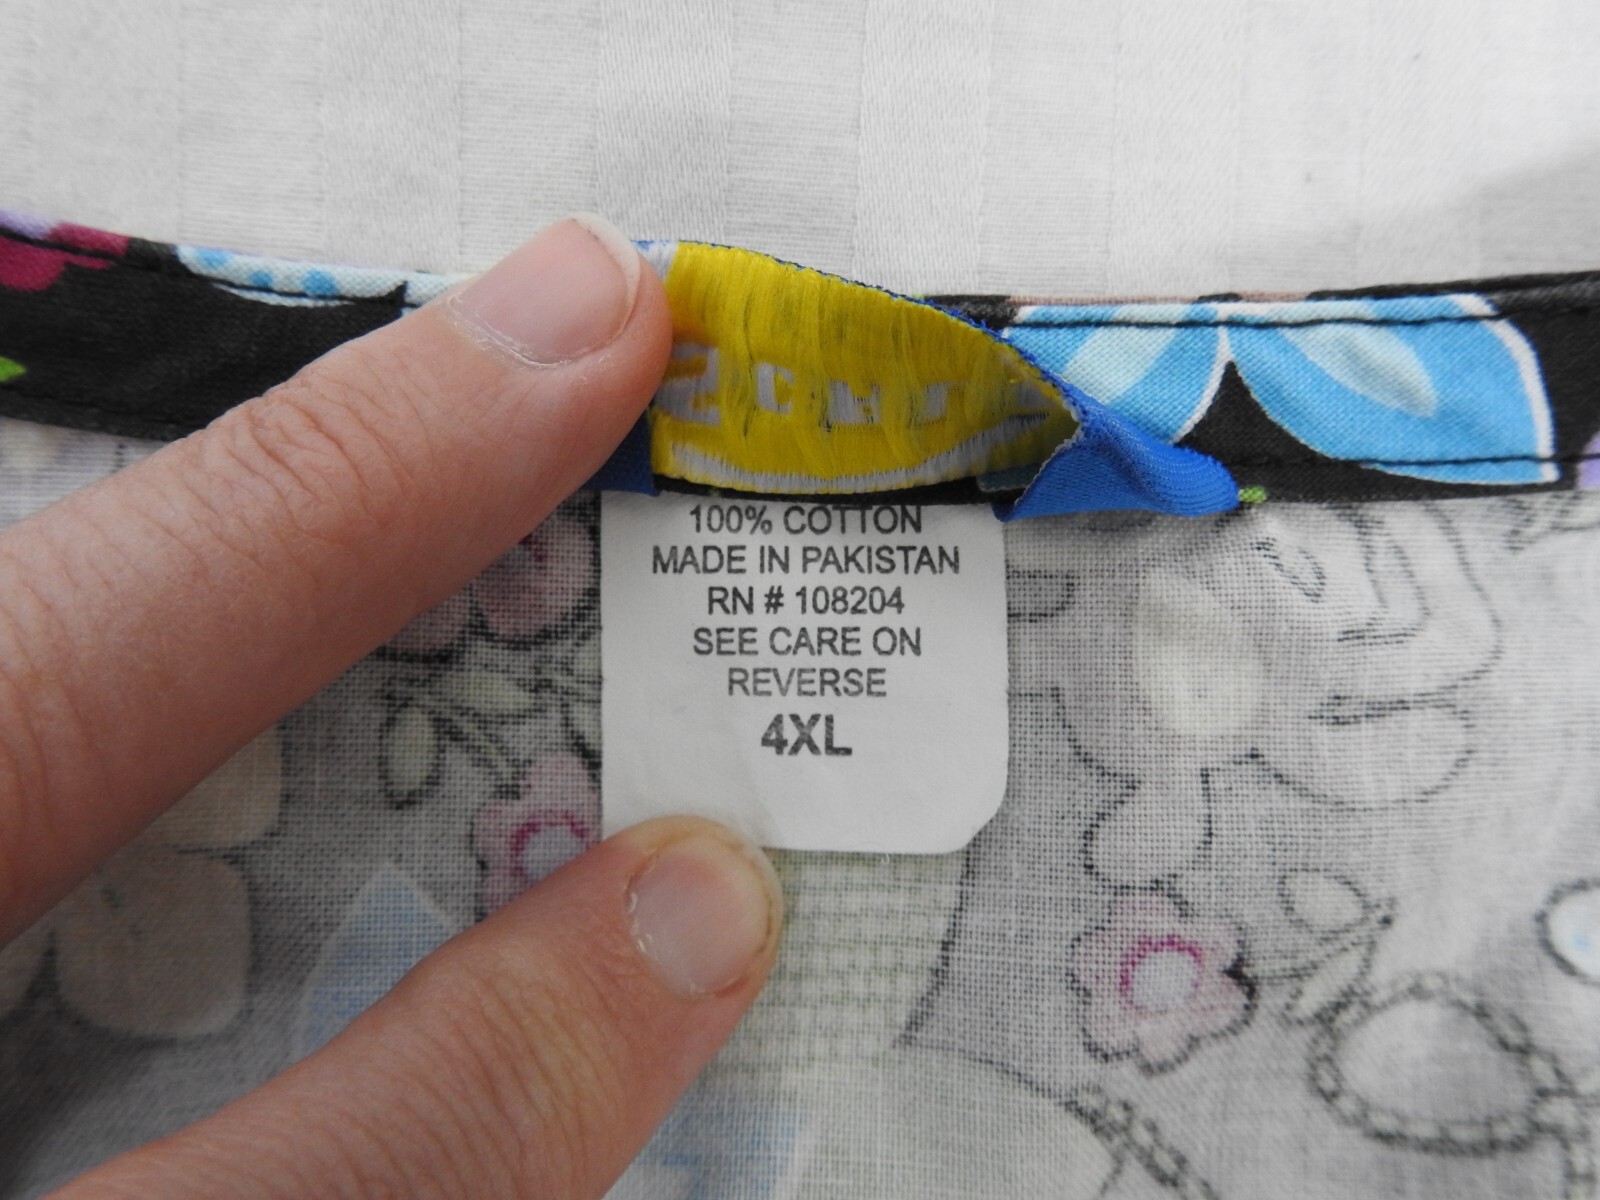 100% COTTON
MADE IN PAKISTAN
RN # 108204
SEE CARE ON
REVERSE
4XL